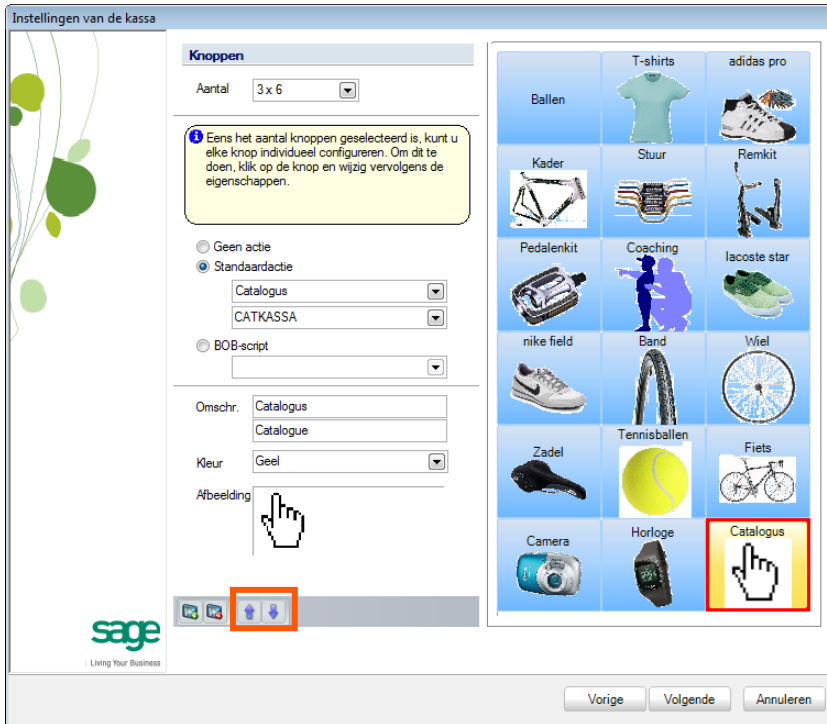 Instellingen van de kassa
Knoppen
Aantal
3 x 6
Eens het aantal knoppen geselecteerd is, kunt u
elke knop individueel configureren. Om dit te
doen, klik op de knop en wijzig vervolgens de
eigenschappen.
Geen actie
Standaardactie
Catalogus
CATKASSA
BOB-script
Omschr.
Catalogus
Catalogue
Kleur
Geel
Afbeelding
sage
Living Your Business
Ballen
T-shirts
adidas pro
Kader
Stuur
Remkit
Pedalenkit
Coaching
lacoste star
nike field
Band
Wiel
Zadel
Tennisballen
Fiets
Camera
Horloge
Catalogus
Vorige
Volgende
Annuleren